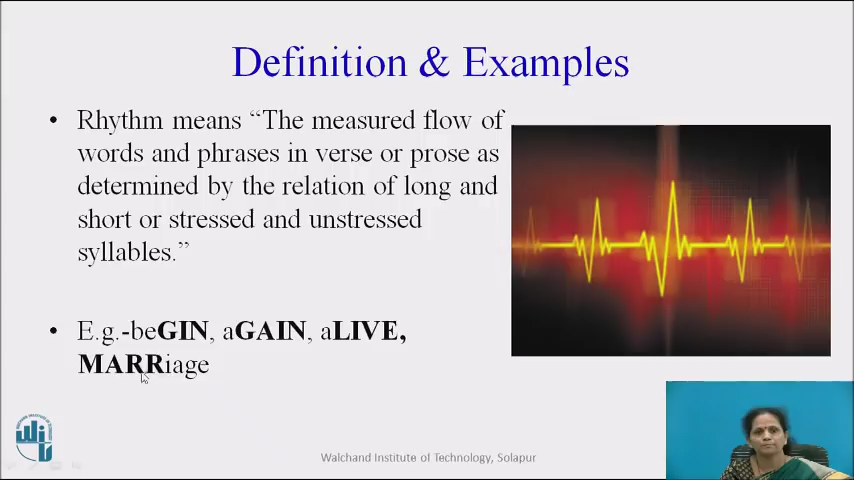 Definition & Examples
• Rhythm means “The measured flow of
words and phrases in verse or prose as
determined by the relation of long and
short or stressed and unstressed
syllables.”
• E.g.-beGIN, aGAIN, aLIVE,
MARRiage
Walchand Institute of Technology, Solapur